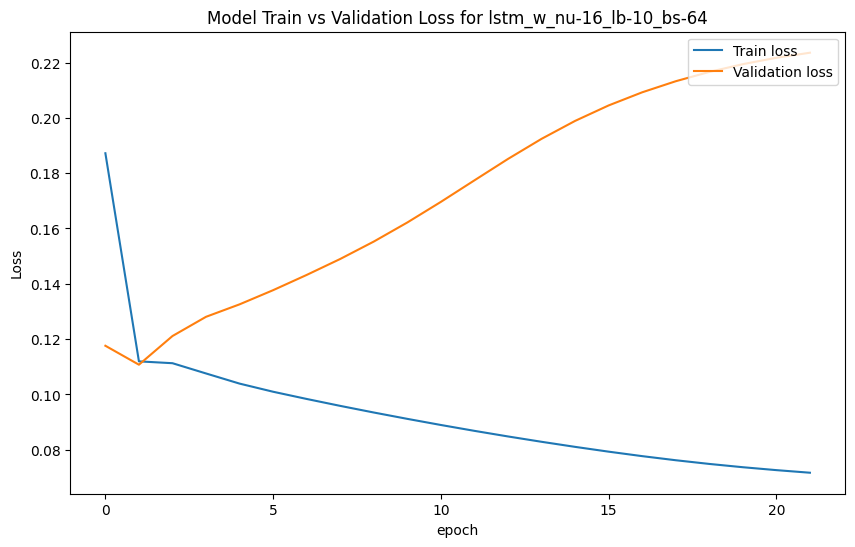 Model Train vs Validation Loss for lstm_w_nu-16_lb-10_bs-64
Train loss
Validation loss
0.22
0.20
0.18
0.16
0.14
0.12
0.10
0.08
Loss
0
5
10
15
20
epoch